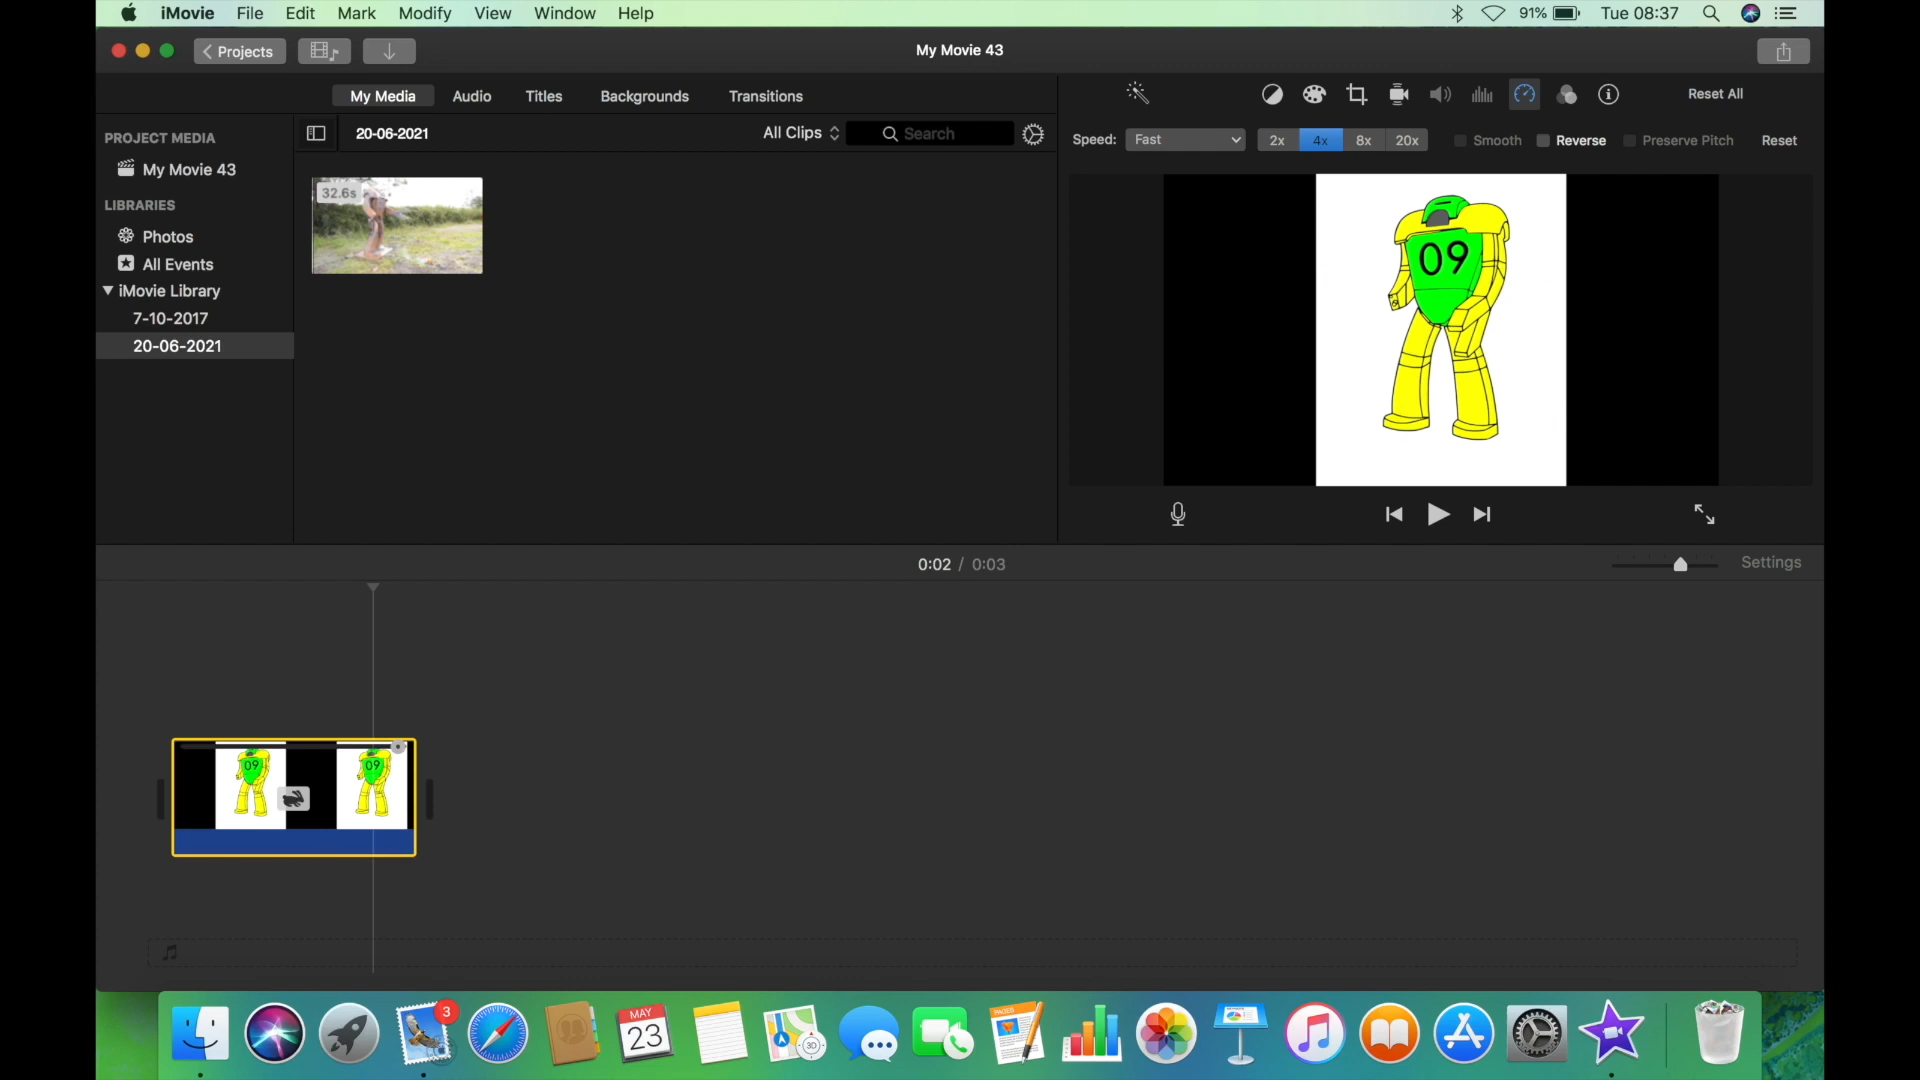 iMovie File Edit Mark Modify View Window Help 91% Tue 08:37
Projects My Movie 43
My Media Audio Titles Backgrounds Transitions Reset All
PROJECT MEDIA 20-06-2021 All Clips Search Speed: Fast 2x 4x 8x 20x Smooth Reverse Preserve Pitch Reset
My Movie 43
LIBRARIES
Photos
All Events
iMovie Library
7-10-2017
20-06-2021
32.6s
09
0:02 / 0:03 Settings
09 09
3
MAY
23
3D
PAGES